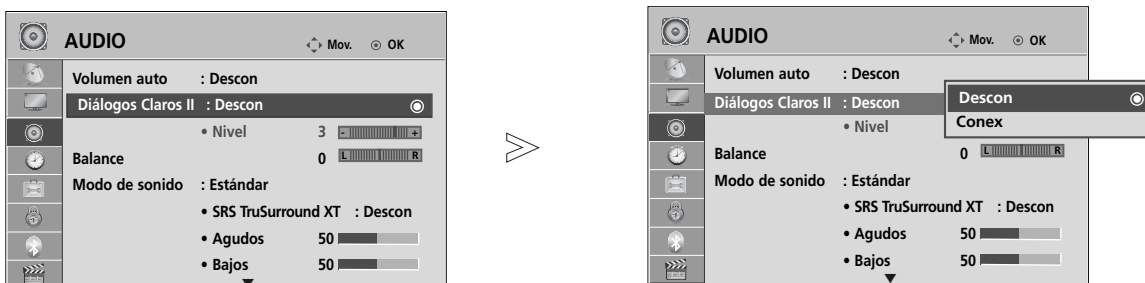 AUDIO Mov. OK
Volumen auto : Descon
Diálogos Claros II : Descon
• Nivel 3 - +
Balance 0 L R
Modo de sonido : Estándar
• SRS TruSurround XT : Descon
• Agudos 50
• Bajos 50
AUDIO Mov. OK
Volumen auto : Descon
Diálogos Claros II : Descon
Descon
Conex
• Nivel
Balance 0 L R
Modo de sonido : Estándar
• SRS TruSurround XT : Descon
• Agudos 50
• Bajos 50